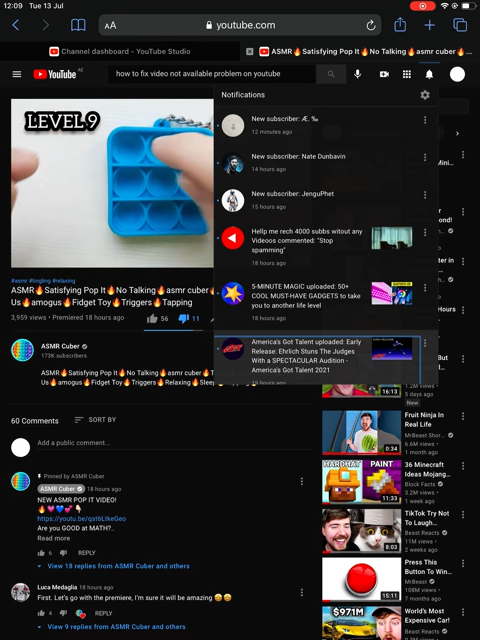 12:09 Tue 13 Jul
AA youtube.com
Channel dashboard - YouTube Studio
ASMR🔥Satisfying Pop It🔥No Talking🔥asmr cuber🔥...
YouTube AE
how to fix video not available problem on youtube
Notifications
New subscriber: Æ. ‰
12 minutes ago
New subscriber: Nate Dunbavin
14 hours ago
New subscriber: JenguPhet
15 hours ago
Hellp me rech 4000 subbs witout any Videoos commented: "Stop spamming"
18 hours ago
5-MINUTE MAGIC uploaded: 50+ COOL MUST-HAVE GADGETS to take you to another life level
18 hours ago
America's Got Talent uploaded: Early Release: Ehrlich Stuns The Judges With a SPECTACULAR Audition - America's Got Talent 2021
LEVEL 9
#asmr #tingling #relaxing
ASMR🔥Satisfying Pop It🔥No Talking🔥asmr cuber🔥
Us🔥amogus🔥Fidget Toy🔥Triggers🔥Tapping
3,959 views • Premiered 18 hours ago
56
11
ASMR Cuber
173K subscribers
ASMR🔥Satisfying Pop It🔥No Talking🔥asmr cuber🔥
Us🔥amogus🔥Fidget Toy🔥Triggers🔥Relaxing🔥
60 Comments
SORT BY
Add a public comment...
Pinned by ASMR Cuber
ASMR Cuber 18 hours ago
NEW ASMR POP IT VIDEO!
🔥💙💕💕👇
https://youtu.be/qst6LtkeGeo
Are you GOOD at MATH?..
Read more
6 REPLY
View 18 replies from ASMR Cuber and others
Luca Medaglia 18 hours ago
First. Let's go with the premiere, I'm sure it will be amazing 🤩🤩
4 REPLY
View 9 replies from ASMR Cuber and others
16:13
1.2M views
5 days ago
New
Fruit Ninja In Real Life
MrBeast Shor...
6.6M views
1 month ago
0:34
HARDHAT PAINT
11:23
36 Minecraft Ideas Mojang...
Block Facts
3.2M views
1 week ago
8:03
TikTok Try Not To Laugh...
Beast Reacts
11M views
2 weeks ago
15:11
Press This Button To Win...
MrBeast
108M views
7 months ago
$971M
World's Most Expensive Car!
Beast Reacts